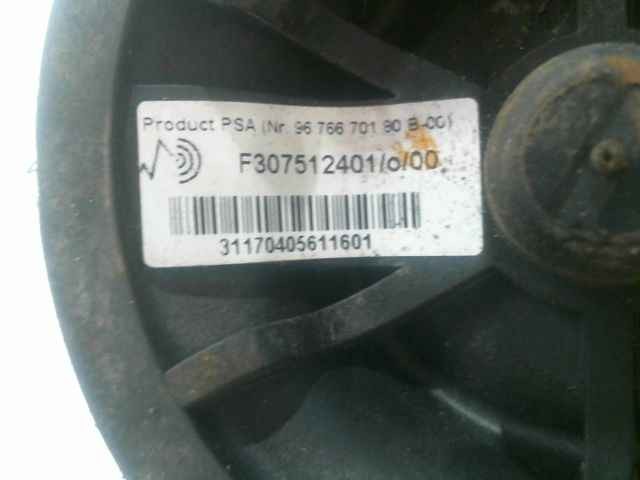 Product PSA (Nr. 96 766 701 80 B-00)
F307512401/o/00
31170405611601